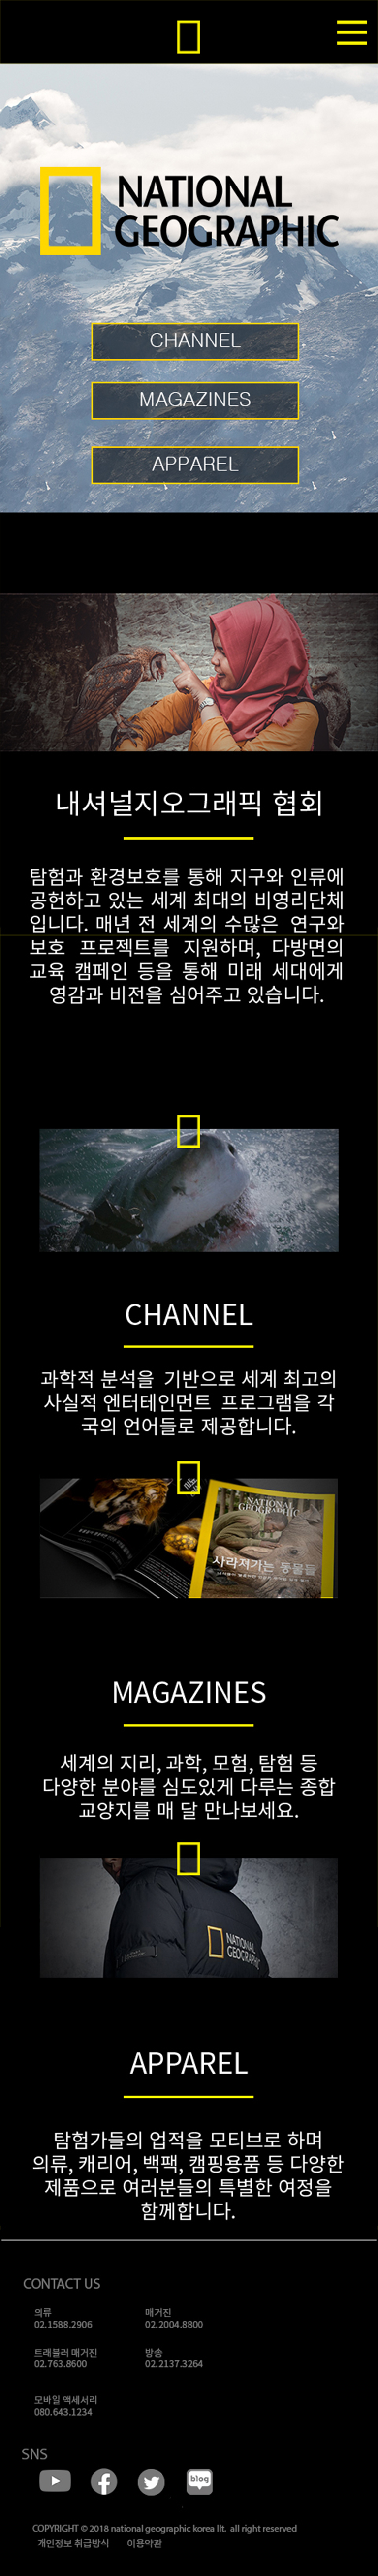 NATIONAL
GEOGRAPHIC
CHANNEL
MAGAZINES
APPAREL
내셔널지오그래픽 협회
탐험과 환경보호를 통해 지구와 인류에
공헌하고 있는 세계 최대의 비영리단체
입니다. 매년 전 세계의 수많은 연구와
보호 프로젝트를 지원하며, 다방면의
교육 캠페인 등을 통해 미래 세대에게
영감과 비전을 심어주고 있습니다.
CHANNEL
과학적 분석을 기반으로 세계 최고의
사실적 엔터테인먼트 프로그램을 각
국의 언어들로 제공합니다.
NATIONAL
GEOGRAPHIC
사라져가는 동물들
MAGAZINES
세계의 지리, 과학, 모험, 탐험 등
다양한 분야를 심도있게 다루는 종합
교양지를 매 달 만나보세요.
NATIONAL
GEOGRAPHIC
APPAREL
탐험가들의 업적을 모티브로 하며
의류, 캐리어, 백팩, 캠핑용품 등 다양한
제품으로 여러분들의 특별한 여정을
함께합니다.
CONTACT US
의류 매거진
02.1588.2906 02.2004.8800
트래블러 매거진 방송
02.763.8600 02.2137.3264
모바일 액세서리
080.643.1234
SNS
blog
COPYRIGHT © 2018 national geographic korea llt. all right reserved
개인정보 취급방식 이용약관